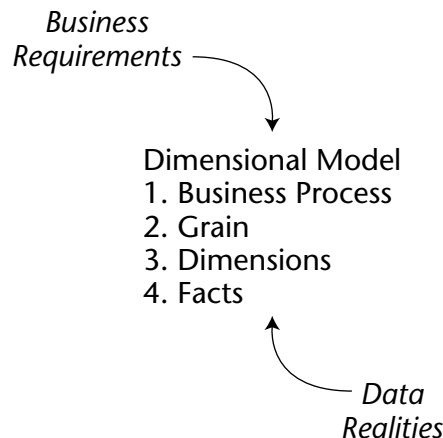 Business
Requirements
Dimensional Model
1. Business Process
2. Grain
3. Dimensions
4. Facts
Data
Realities